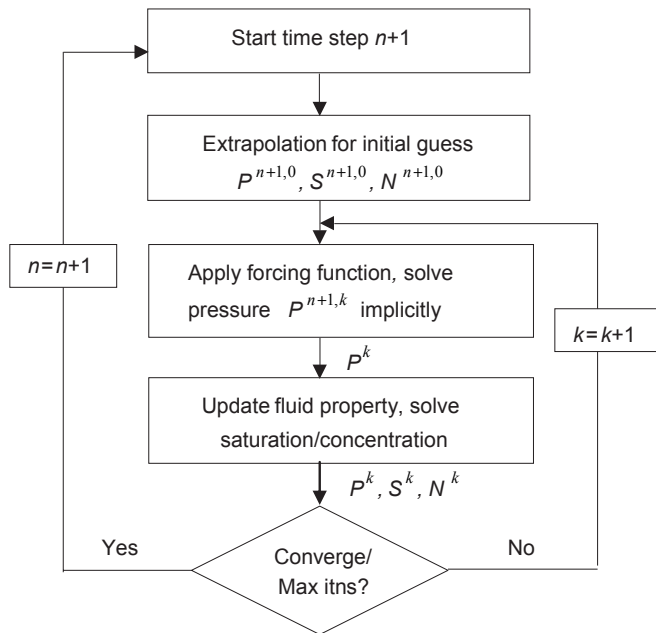 Start time step n+1
Extrapolation for initial guess
P^{n+1,0}, S^{n+1,0}, N^{n+1,0}
n=n+1
Apply forcing function, solve
pressure P^{n+1,k} implicitly
k=k+1
P^k
Update fluid property, solve
saturation/concentration
P^k, S^k, N^k
Yes
Converge/
Max itns?
No